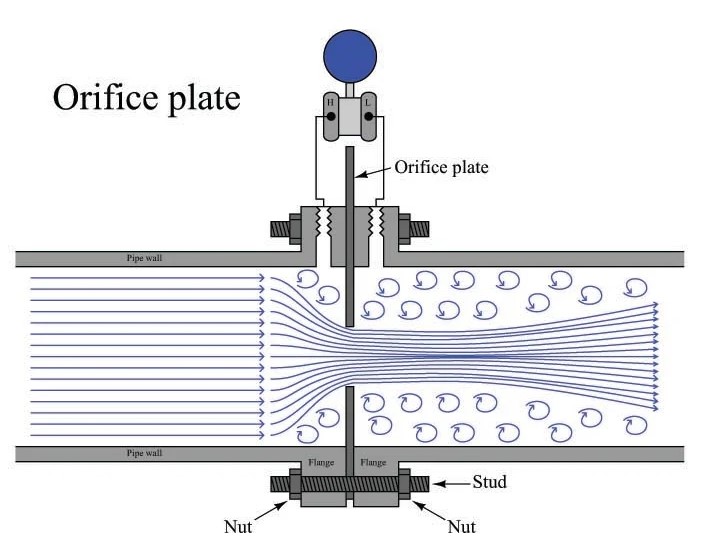 Orifice plate
H
L
Orifice plate
Pipe wall
Pipe wall
Flange
Flange
Stud
Nut
Nut